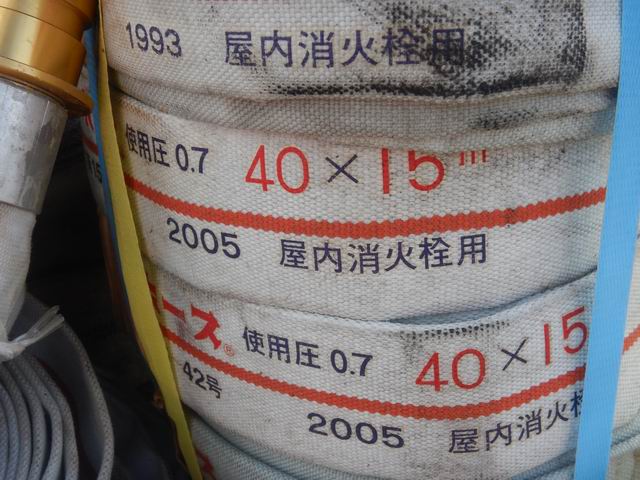 1993 屋内消火栓用
使用圧 0.7 40×15m
2005 屋内消火栓用
ース® 使用圧 0.7 40×15
42号 2005 屋内消火栓